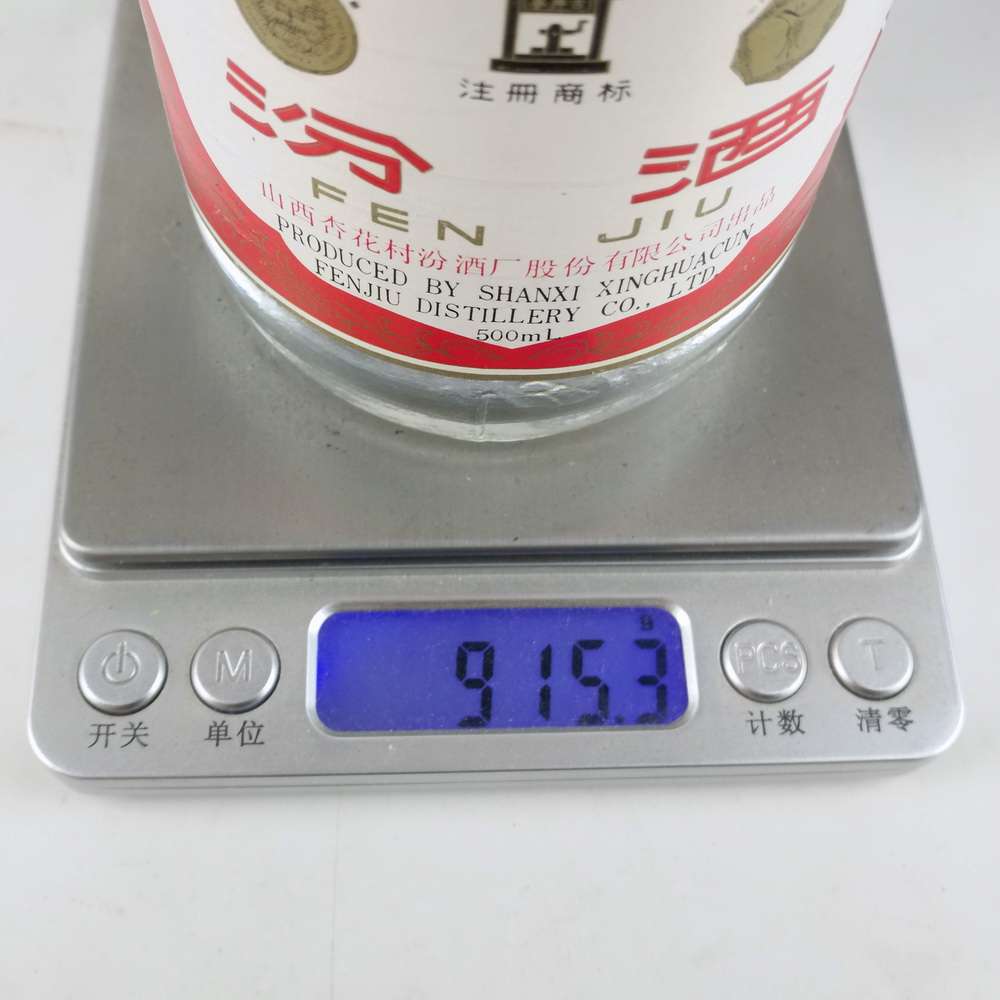 注册商标
汾酒
FEN JIU
山西杏花村汾酒厂股份有限公司出品
PRODUCED BY SHANXI XINGHUACUN
FENJIU DISTILLERY CO., LTD
500mL
g
915.3
M
PCS
T
开关
单位
计数
清零